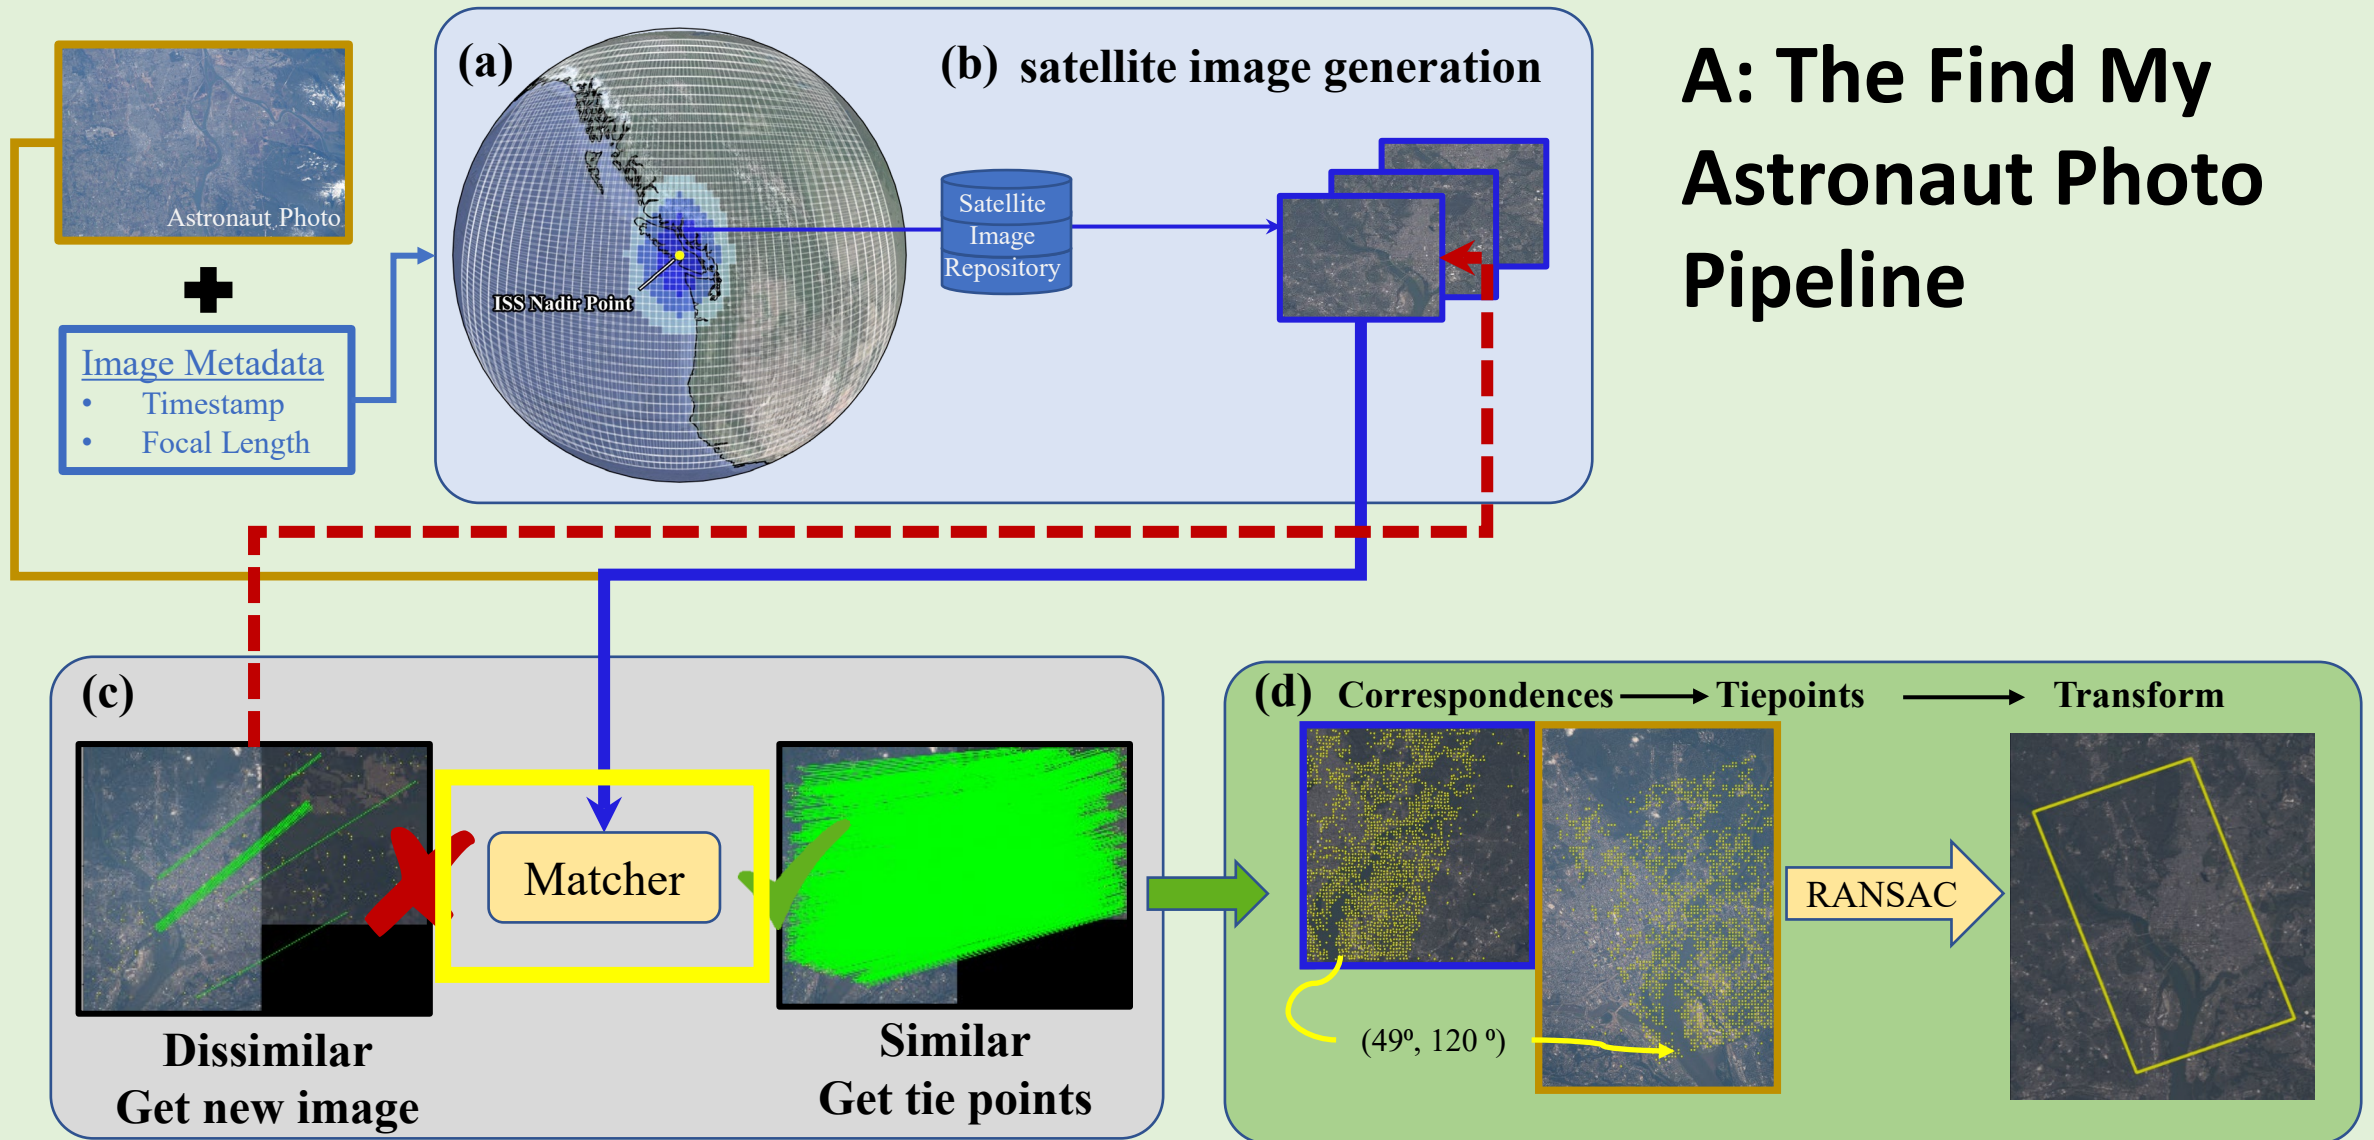 A: The Find My
Astronaut Photo
Pipeline
Astronaut Photo
Image Metadata
• Timestamp
• Focal Length
(a)
ISS Nadir Point
(b) satellite image generation
Satellite
Image
Repository
(c)
Matcher
Dissimilar
Get new image
Similar
Get tie points
(d) Correspondences Tiepoints Transform
(49º, 120 º)
RANSAC